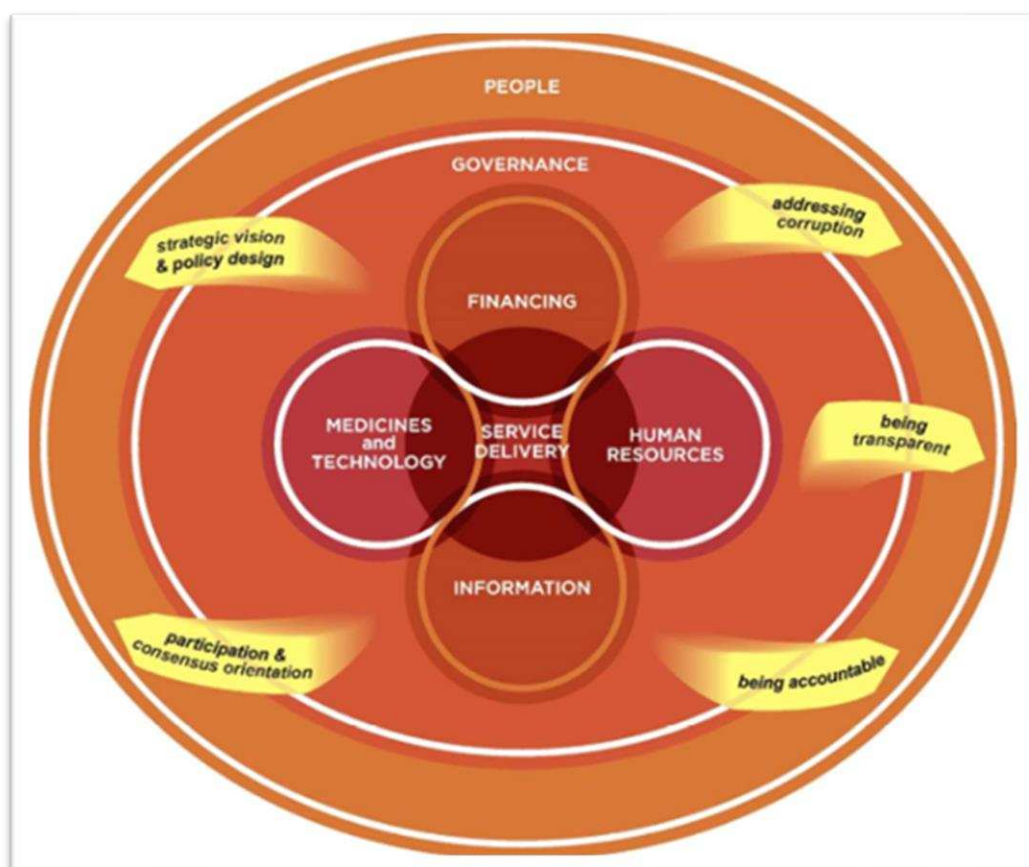 PEOPLE
GOVERNANCE
addressing
corruption
strategic vision
& policy design
FINANCING
MEDICINES
and
TECHNOLOGY
SERVICE
DELIVERY
HUMAN
RESOURCES
being
transparent
INFORMATION
participation &
consensus orientation
being accountable